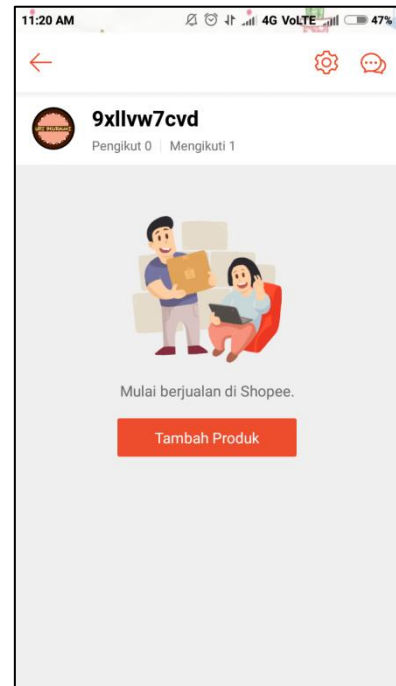 11:20 AM 4G VoLTE 47%
9xllvw7cvd
Pengikut 0 | Mengikuti 1
Mulai berjualan di Shopee.
Tambah Produk